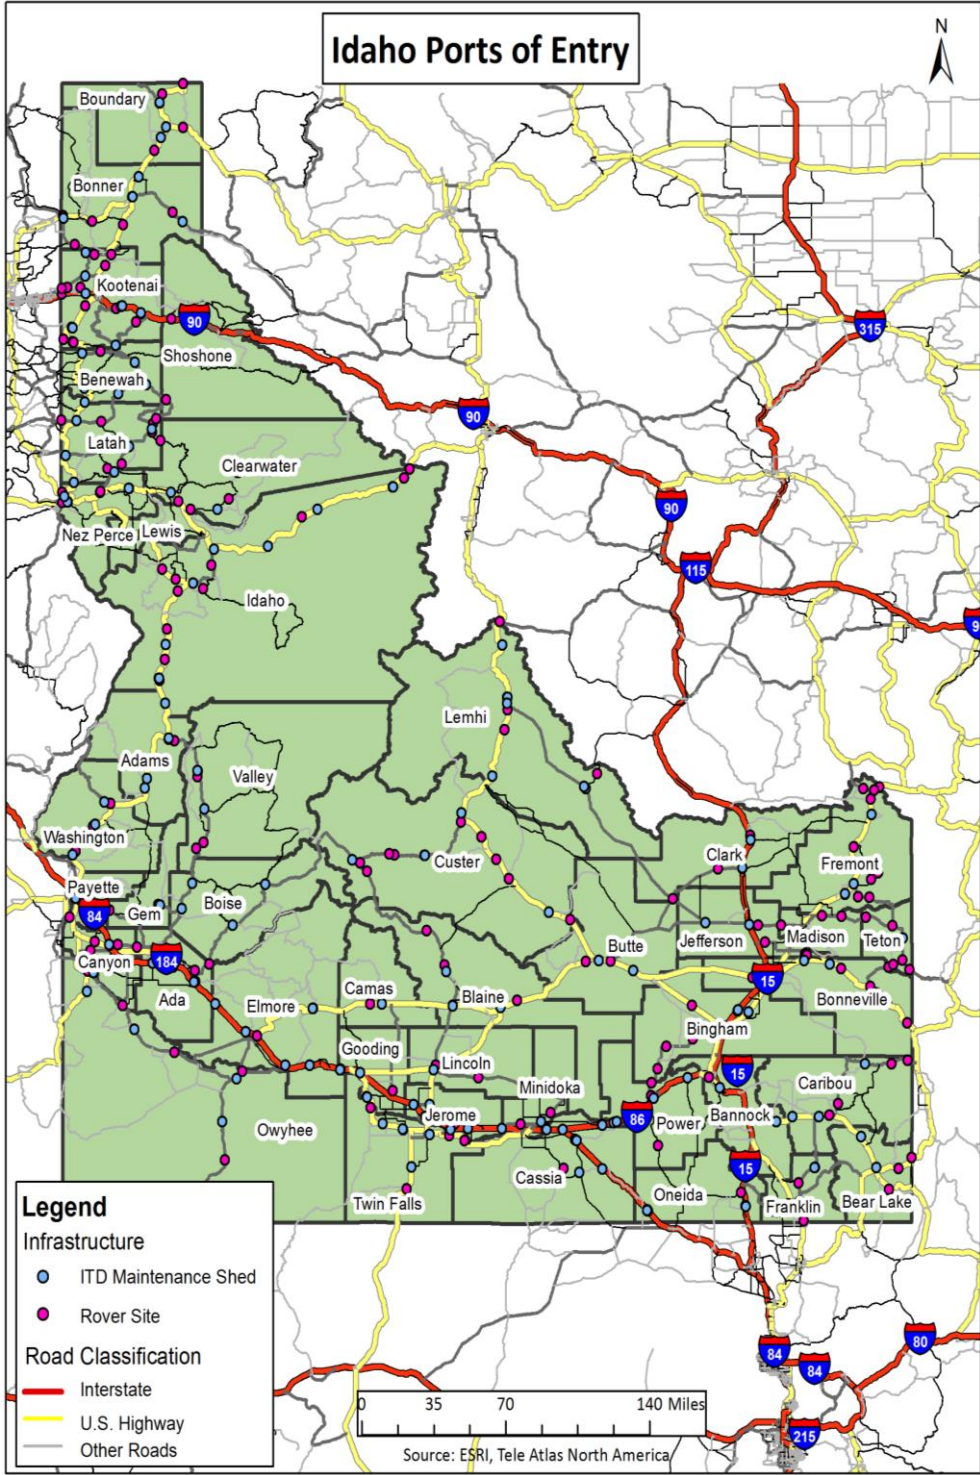 Idaho Ports of Entry
N
Boundary
Bonner
Kootenai
90
Shoshone
315
Benewah
90
Latah
Clearwater
90
Nez Perce
Lewis
115
Idaho
9
Lemhi
Adams
Valley
Washington
Custer
Clark
Fremont
Payette
84
Gem
Boise
Butte
Jefferson
Madison
Teton
Canyon
184
15
Ada
Elmore
Camas
Blaine
Bonneville
Bingham
Gooding
Lincoln
15
Minidoka
Caribou
Jerome
86
Power
Bannock
Owyhee
15
Cassia
Oneida
Twin Falls
Franklin
Bear Lake
Legend
Infrastructure
ITD Maintenance Shed
Rover Site
Road Classification
Interstate
U.S. Highway
Other Roads
84
80
84
215
0 35 70 140 Miles
Source: ESRI, Tele Atlas North America